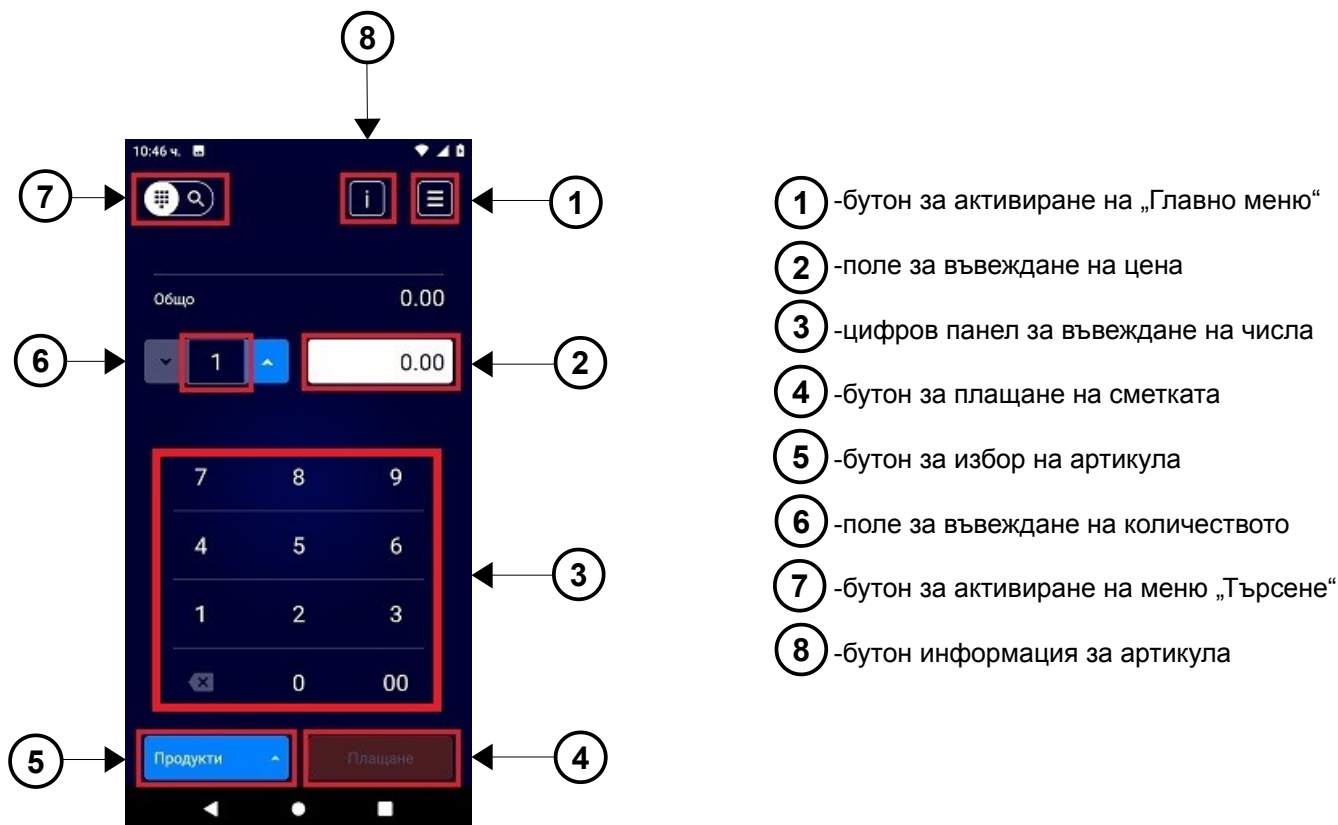 8
10:46 ч.
7
i
1
Общо 0.00
6
1
0.00
2
7 8 9
4 5 6
3
1 2 3
0 00
5
Продукти
Плащане
4
1 -бутон за активиране на „Главно меню“
2 -поле за въвеждане на цена
3 -цифров панел за въвеждане на числа
4 -бутон за плащане на сметката
5 -бутон за избор на артикула
6 -поле за въвеждане на количеството
7 -бутон за активиране на меню „Търсене“
8 -бутон информация за артикула